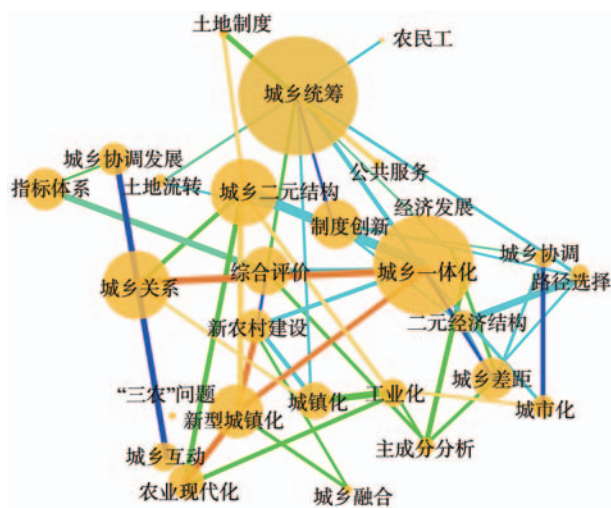 土地制度
农民工
城乡统筹
城乡协调发展
公共服务
指标体系
土地流转
城乡二元结构
经济发展
制度创新
城乡协调
综合评价
城乡一体化
路径选择
城乡关系
新农村建设
二元经济结构
城乡差距
“三农”问题
城镇化
工业化
城市化
新型城镇化
主成分分析
城乡互动
农业现代化
城乡融合